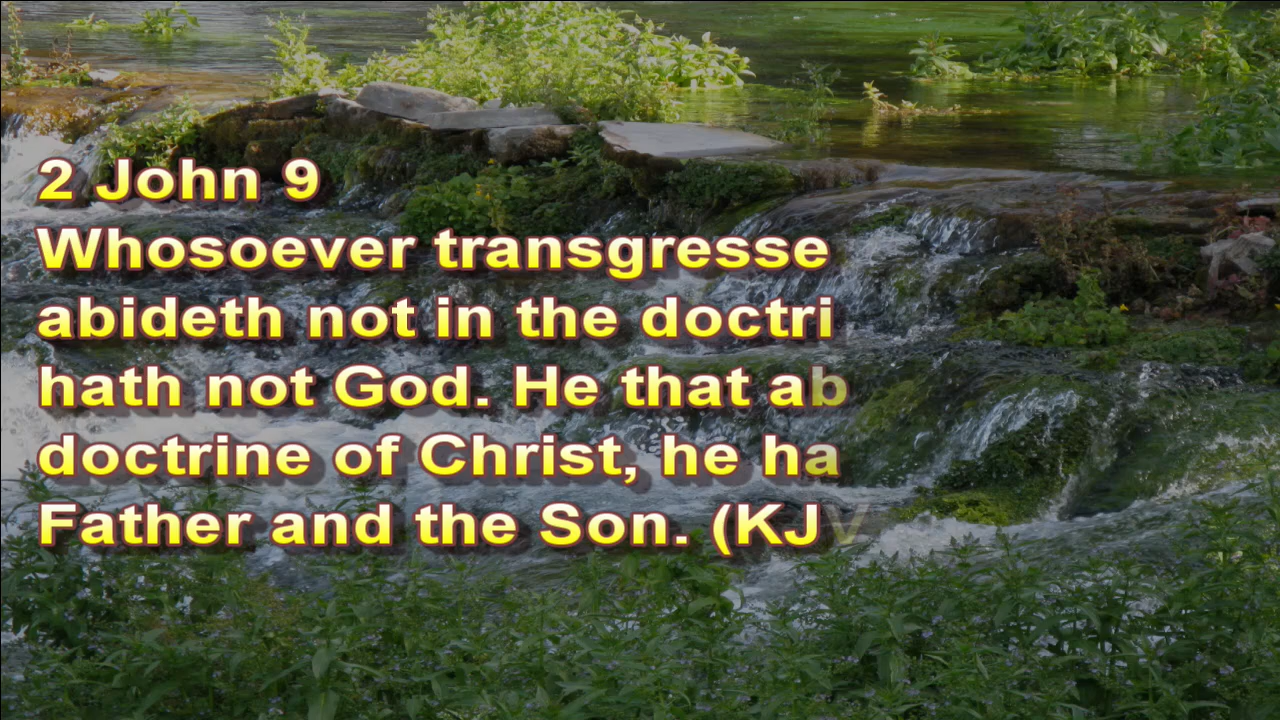 2 John 9
Whosoever transgresse
abideth not in the doctri
hath not God. He that ab
doctrine of Christ, he ha
Father and the Son. (KJV